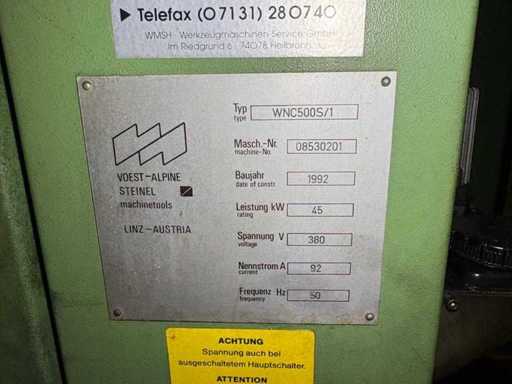 Telefax (07131) 280740
WMSH - Werkzeugmaschinen Service GmbH
Im Riedgrund 6 · 74078 Heilbronn
VOEST-ALPINE
STEINEL
machinetools
LINZ-AUSTRIA
Typ WNC500S/1
type
Masch.-Nr. 08530201
machine-No.
Baujahr 1992
date of constr.
Leistung kW 45
rating
Spannung V 380
voltage
Nennstrom A 92
current
Frequenz Hz 50
frequency
ACHTUNG
Spannung auch bei
ausgeschaltetem Hauptschalter.
ATTENTION